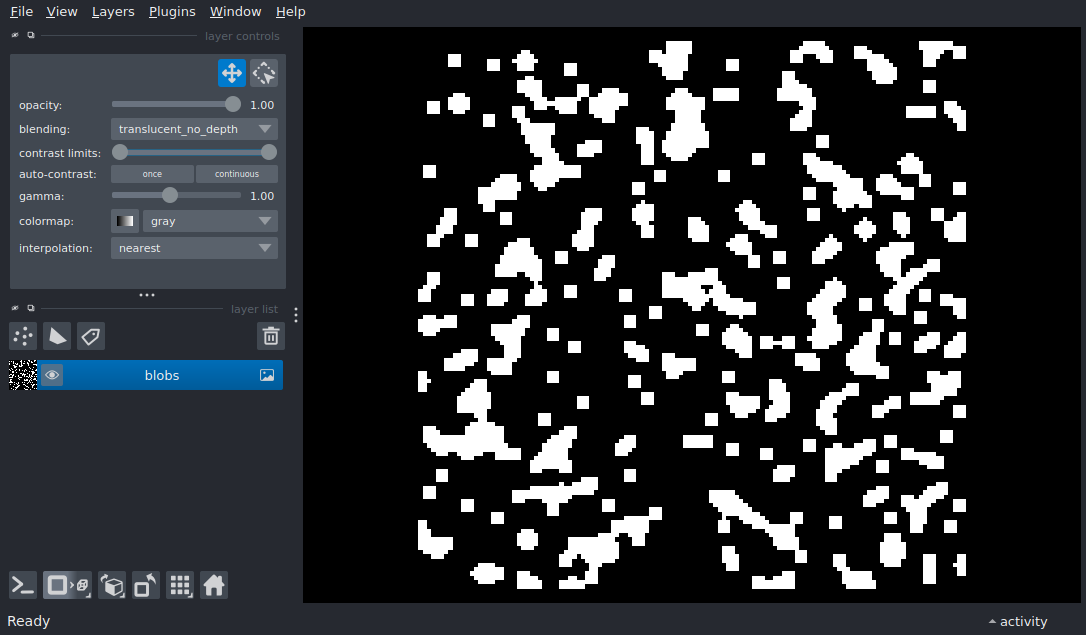 File View Layers Plugins Window Help
layer controls
opacity: 1.00
blending: translucent_no_depth
contrast limits:
auto-contrast: once continuous
gamma: 1.00
colormap: gray
interpolation: nearest
layer list
blobs
Ready
activity